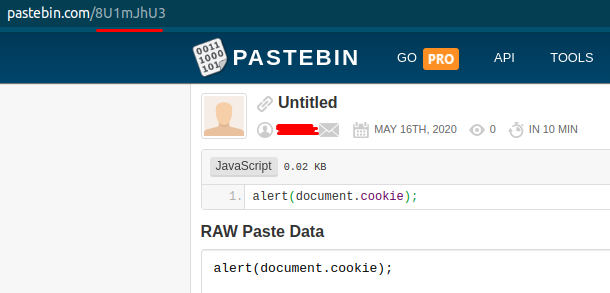 pastebin.com/8U1mJhU3
0011
1000
101
PASTEBIN
GO PRO API TOOLS
Untitled
MAY 16TH, 2020 0 IN 10 MIN
JavaScript 0.02 KB
1. alert(document.cookie);
RAW Paste Data
alert(document.cookie);